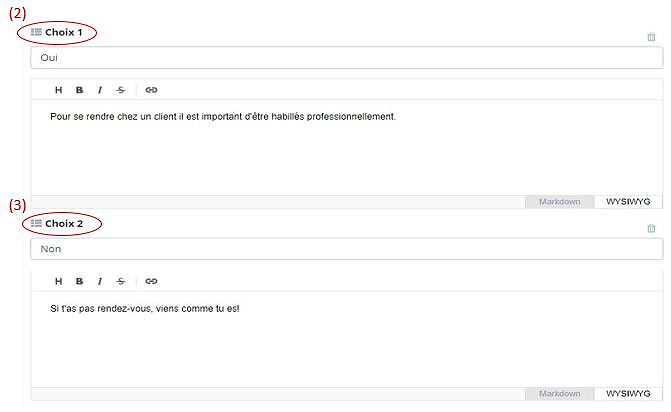 (2)
Choix 1
Oui
H B I S
Pour se rendre chez un client il est important d'être habillés professionnellement.
Markdown WYSIWYG
(3)
Choix 2
Non
H B I S
Si t'as pas rendez-vous, viens comme tu es!
Markdown WYSIWYG